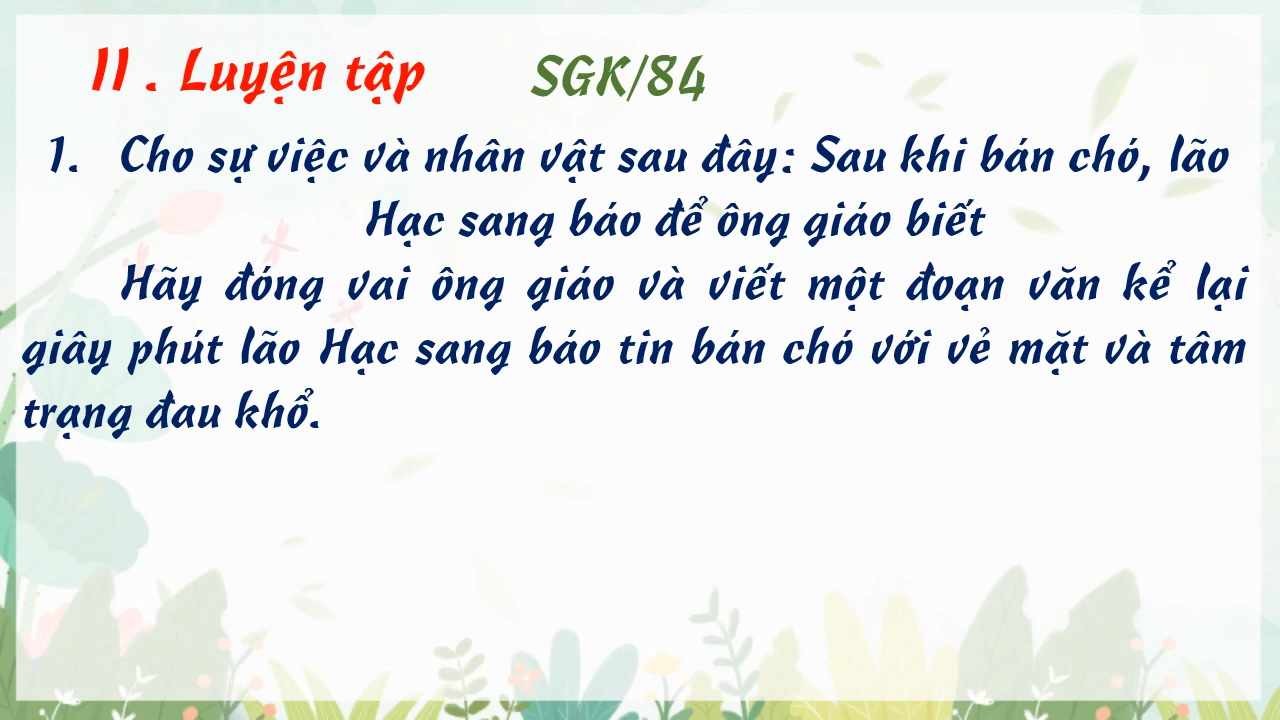 II . Luyện tập SGK/84
1. Cho sự việc và nhân vật sau đây: Sau khi bán chó, lão
Hạc sang báo để ông giáo biết
Hãy đóng vai ông giáo và viết một đoạn văn kể lại
giây phút lão Hạc sang báo tin bán chó với vẻ mặt và tâm
trạng đau khổ.